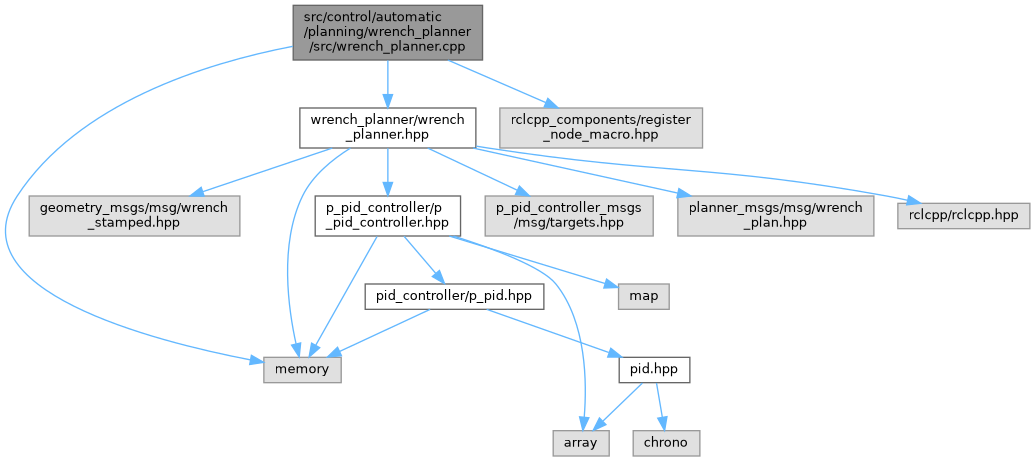 src/control/automatic
/planning/wrench_planner
/src/wrench_planner.cpp
wrench_planner/wrench
_planner.hpp
rclcpp_components/register
_node_macro.hpp
geometry_msgs/msg/wrench
_stamped.hpp
p_pid_controller/p
_pid_controller.hpp
p_pid_controller_msgs
/msg/targets.hpp
planner_msgs/msg/wrench
_plan.hpp
rclcpp/rclcpp.hpp
pid_controller/p_pid.hpp
map
memory
pid.hpp
array
chrono